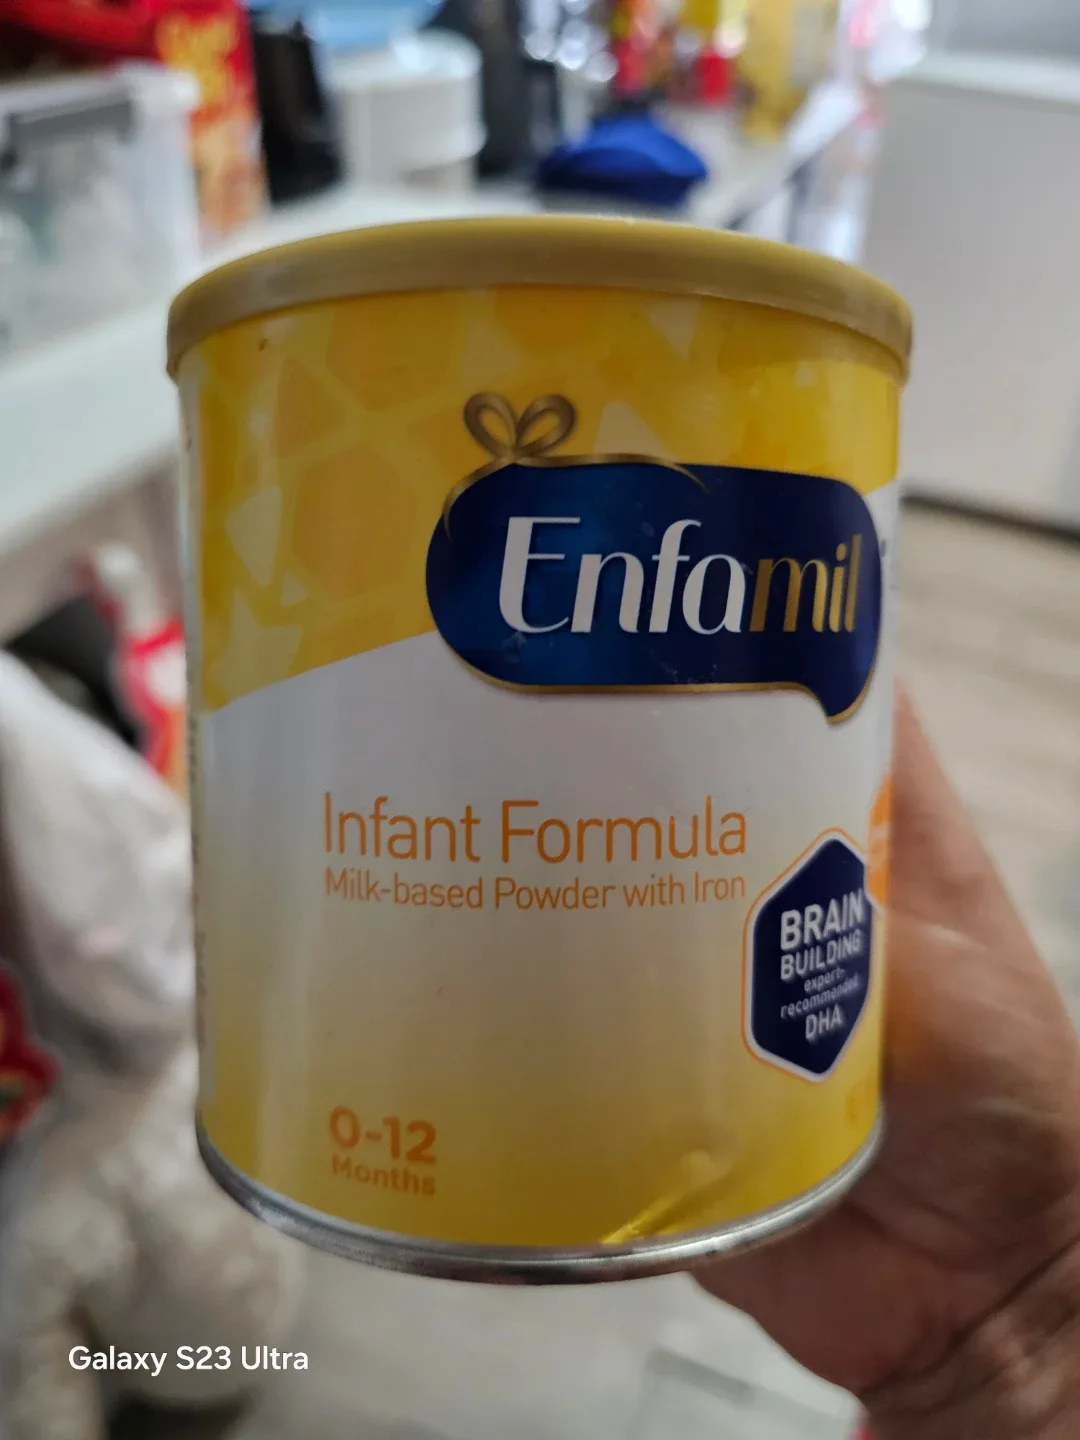 Enfamil
Infant Formula
Milk-based Powder with Iron
BRAIN
BUILDING
expert-
recommended
DHA
0-12
Months
Galaxy S23 Ultra